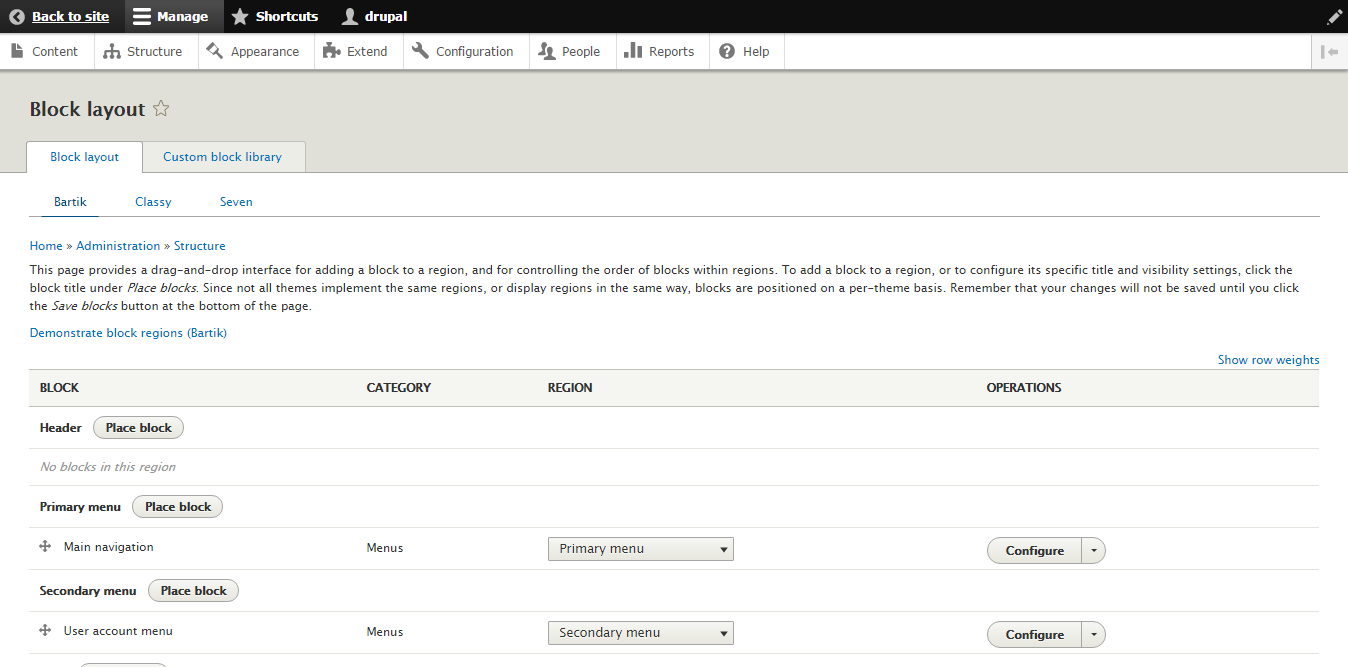 Back to site Manage Shortcuts drupal
Content Structure Appearance Extend Configuration People Reports Help
Block layout
Block layout Custom block library
Bartik Classy Seven
Home » Administration » Structure
This page provides a drag-and-drop interface for adding a block to a region, and for controlling the order of blocks within regions. To add a block to a region, or to configure its specific title and visibility settings, click the
block title under Place blocks. Since not all themes implement the same regions, or display regions in the same way, blocks are positioned on a per-theme basis. Remember that your changes will not be saved until you click
the Save blocks button at the bottom of the page.
Demonstrate block regions (Bartik)
Show row weights
BLOCK CATEGORY REGION OPERATIONS
Header Place block
No blocks in this region
Primary menu Place block
Main navigation Menus Primary menu Configure
Secondary menu Place block
User account menu Menus Secondary menu Configure